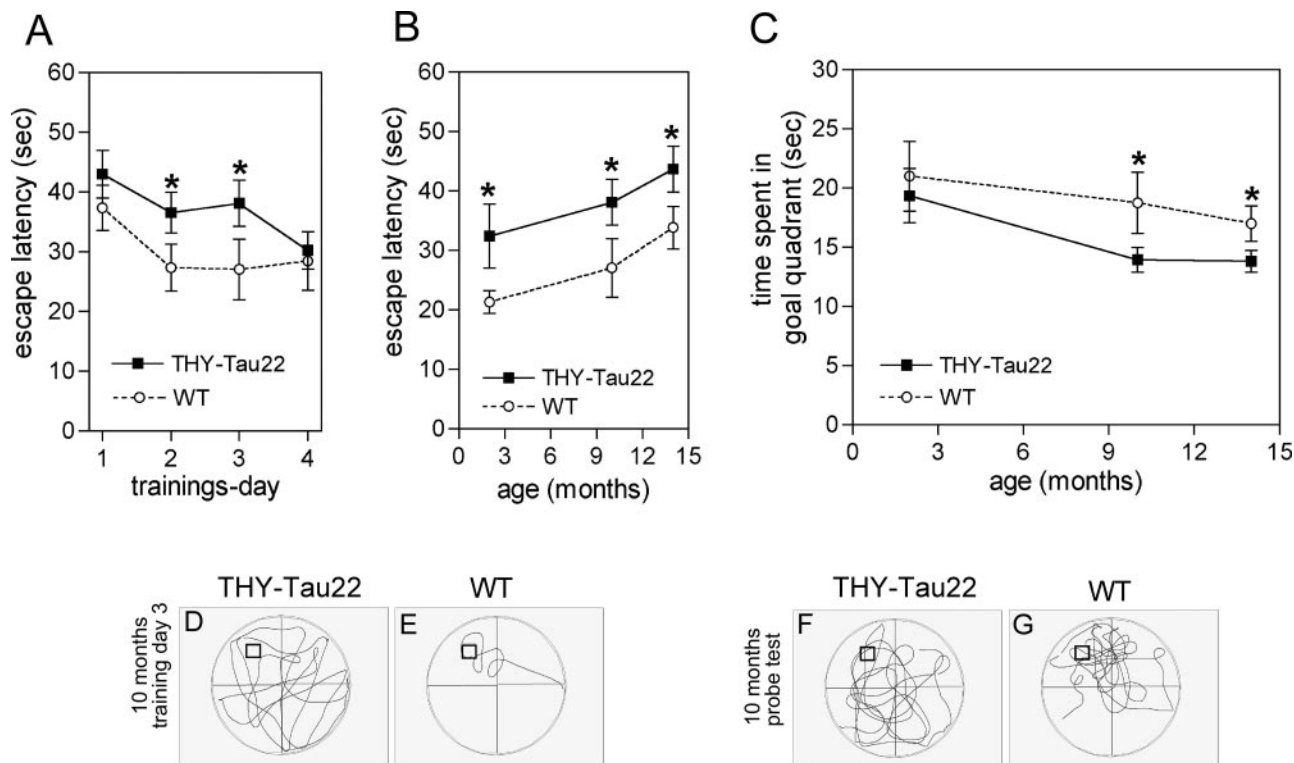 A
escape latency (sec)
60
50
40
30
20
10
0
*
*
THY-Tau22
WT
1 2 3 4
trainings-day
B
escape latency (sec)
60
50
40
30
20
10
0
*
*
*
THY-Tau22
WT
0 3 6 9 12 15
age (months)
C
time spent in
goal quadrant (sec)
30
25
20
15
10
5
0
*
*
THY-Tau22
WT
0 3 6 9 12 15
age (months)
10 months
training day 3
THY-Tau22
D
WT
E
10 months
probe test
THY-Tau22
F
WT
G